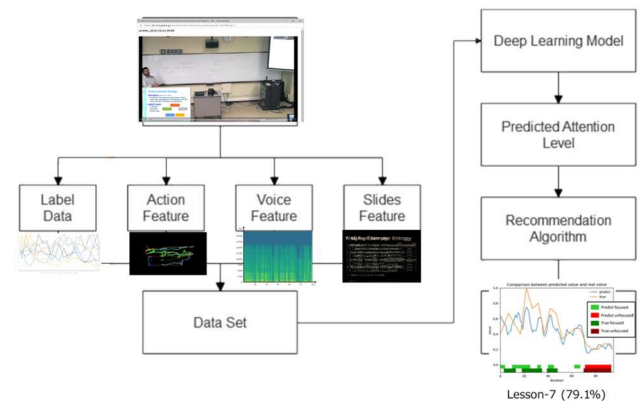 Deep Learning Model
Predicted Attention
Level
Label
Data
Action
Feature
Voice
Feature
Slides
Feature
Recommendation
Algorithm
Data Set
Comparison between predicted value and real value
predict
true
Predict focused
Predict unfocused
True focused
True unfocused
Lesson-7 (79.1%)